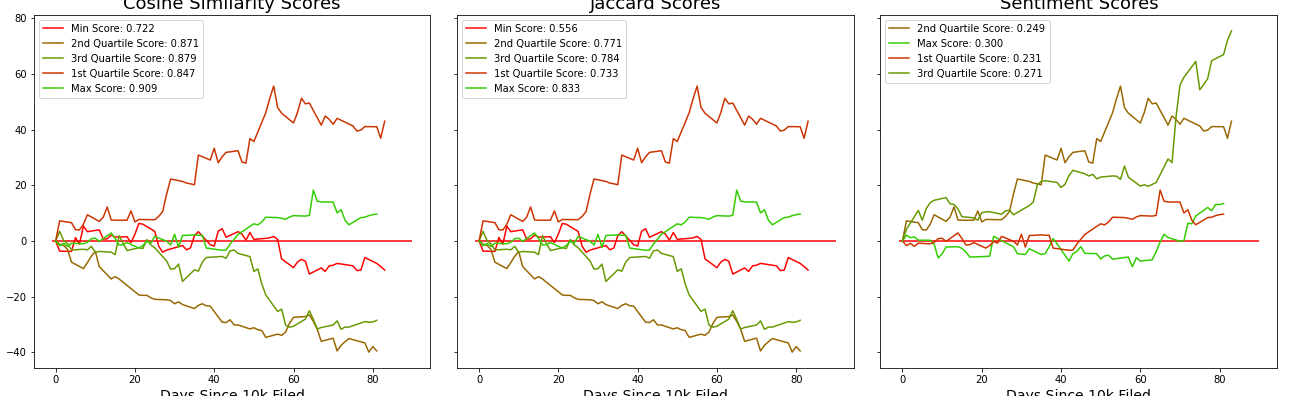 Cosine Similarity Scores
Min Score: 0.722
2nd Quartile Score: 0.871
3rd Quartile Score: 0.879
1st Quartile Score: 0.847
Max Score: 0.909
80
60
40
20
0
−20
−40
0 20 40 60 80
Days Since 10k Filed
Jaccard Scores
Min Score: 0.556
2nd Quartile Score: 0.771
3rd Quartile Score: 0.784
1st Quartile Score: 0.733
Max Score: 0.833
0 20 40 60 80
Days Since 10k Filed
Sentiment Scores
2nd Quartile Score: 0.249
Max Score: 0.300
1st Quartile Score: 0.231
3rd Quartile Score: 0.271
0 20 40 60 80
Days Since 10k Filed